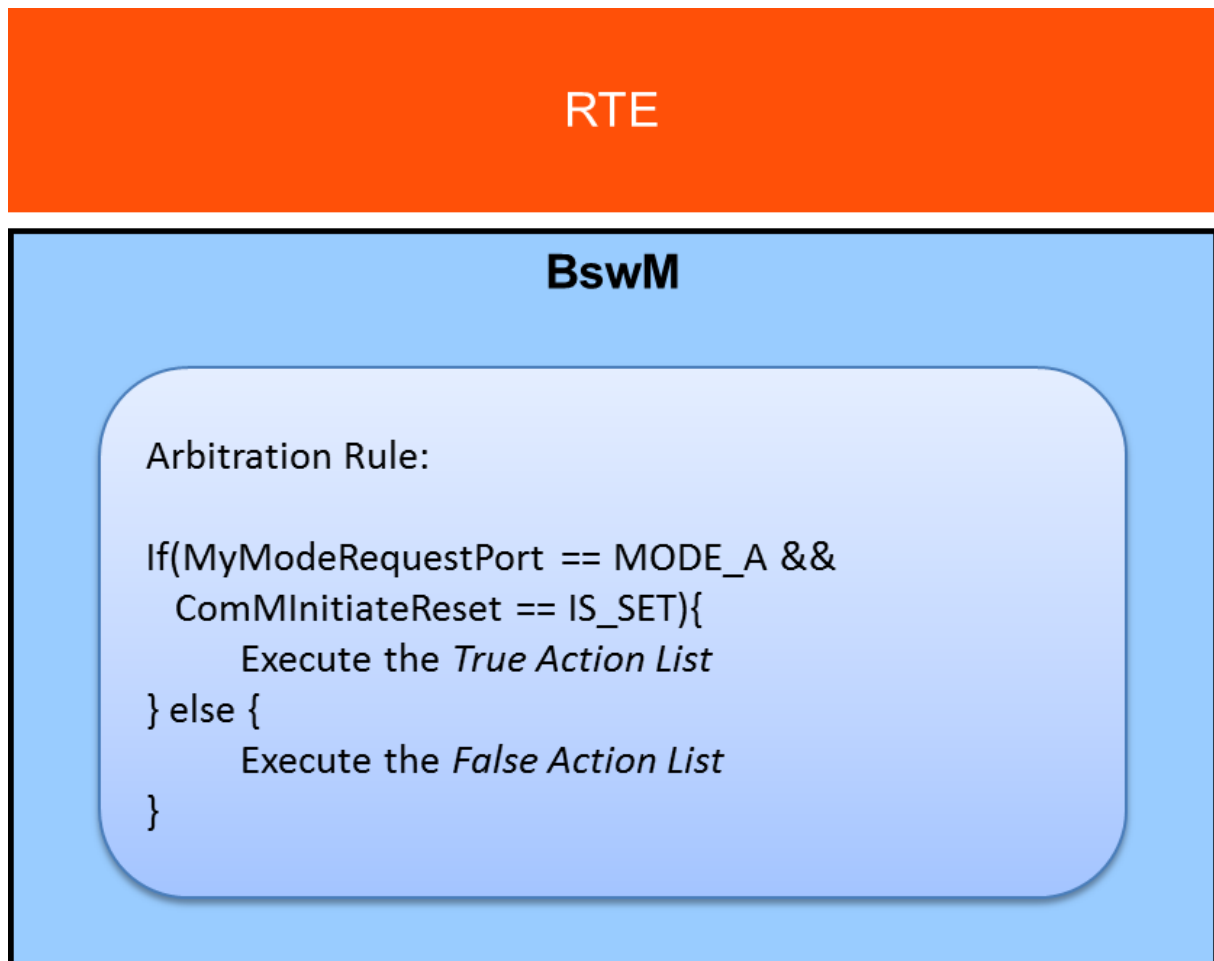 RTE
BswM
Arbitration Rule:
If(MyModeRequestPort == MODE_A &&
ComMInitiateReset == IS_SET){
Execute the True Action List
} else {
Execute the False Action List
}